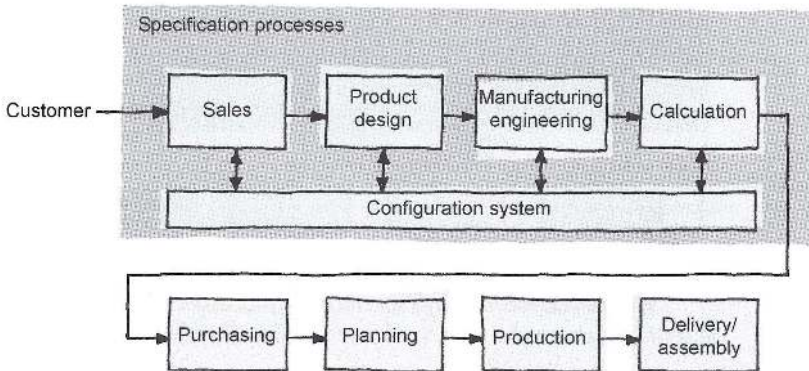 Specification processes
Customer
Sales
Product
design
Manufacturing
engineering
Calculation
Configuration system
Purchasing
Planning
Production
Delivery/
assembly